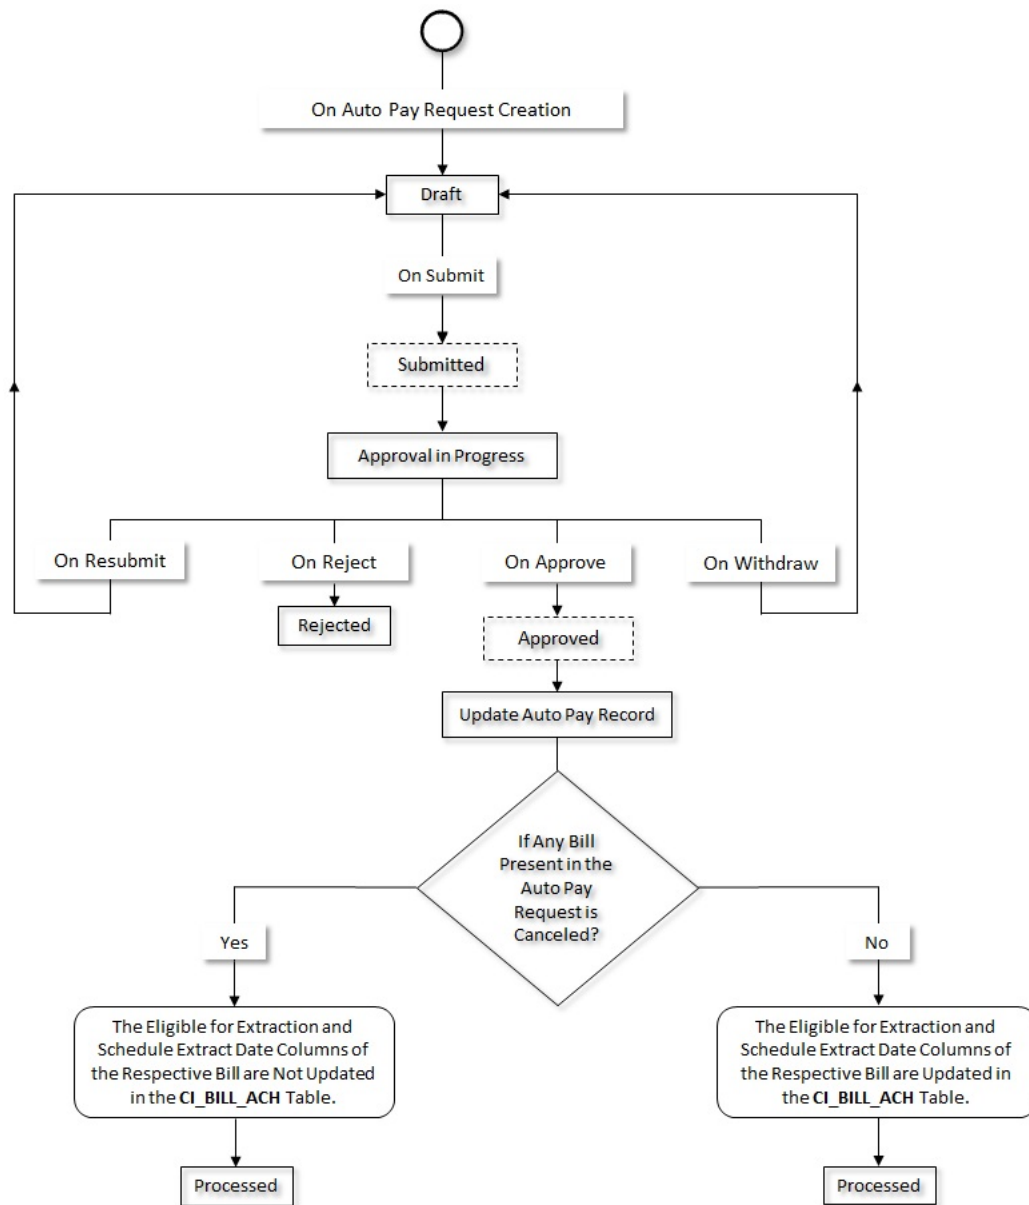 On Auto Pay Request Creation
Draft
On Submit
Submitted
Approval in Progress
On Resubmit
On Reject
On Approve
On Withdraw
Rejected
Approved
Update Auto Pay Record
If Any Bill
Present in the
Auto Pay
Request is
Canceled?
Yes
No
The Eligible for Extraction and
Schedule Extract Date Columns of
the Respective Bill are Not Updated
in the CI_BILL_ACH Table.
The Eligible for Extraction and
Schedule Extract Date Columns of
the Respective Bill are Updated in
the CI_BILL_ACH Table.
Processed
Processed